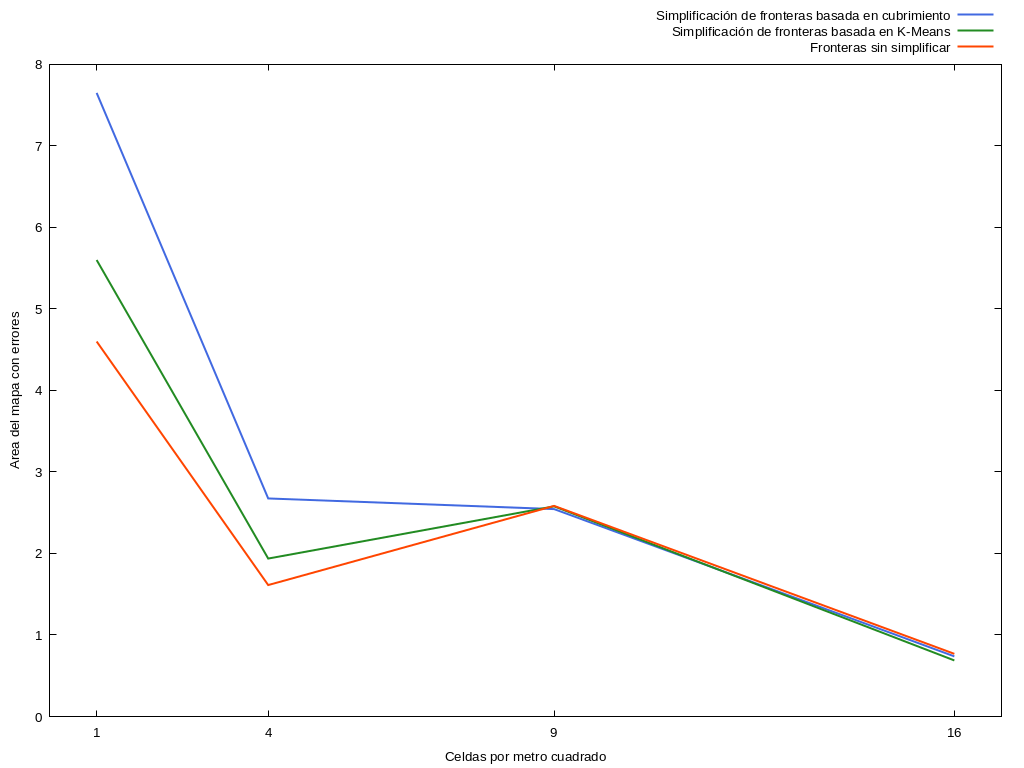 Simplificación de fronteras basada en cubrimiento
Simplificación de fronteras basada en K-Means
Fronteras sin simplificar
8
7
6
5
4
3
2
1
0
Area del mapa con errores
1 4 9 16
Celdas por metro cuadrado